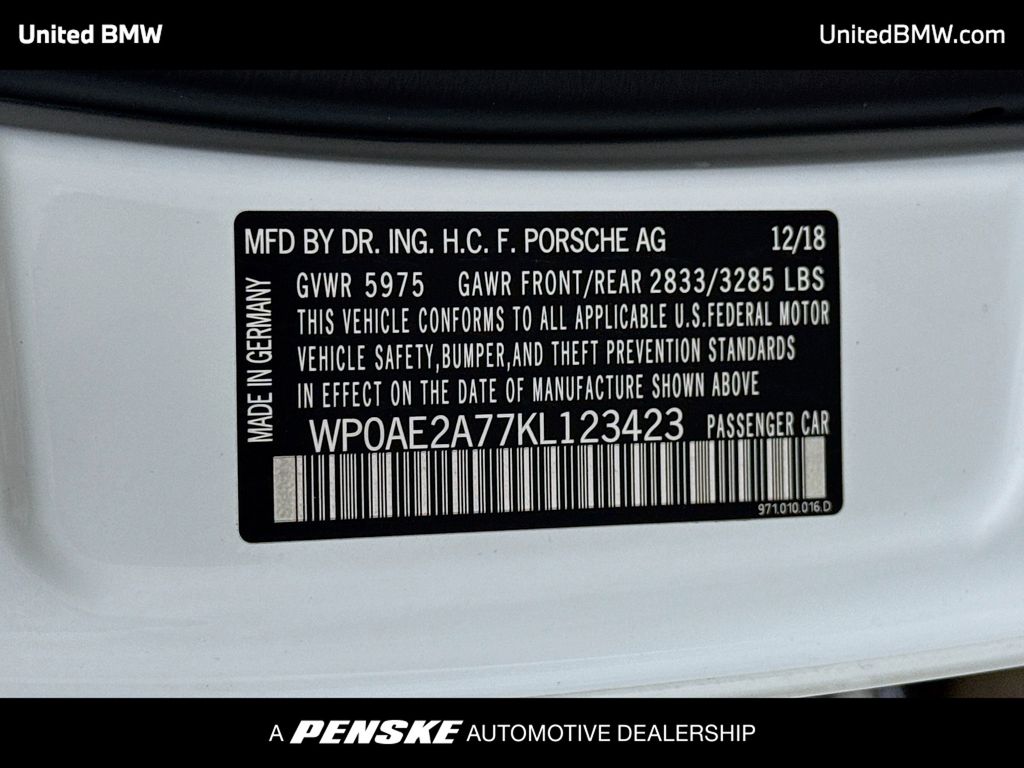 United BMW
UnitedBMW.com
MFD BY DR. ING. H.C. F. PORSCHE AG 12/18
GVWR 5975 GAWR FRONT/REAR 2833/3285 LBS
THIS VEHICLE CONFORMS TO ALL APPLICABLE U.S.FEDERAL MOTOR
VEHICLE SAFETY,BUMPER,AND THEFT PREVENTION STANDARDS
IN EFFECT ON THE DATE OF MANUFACTURE SHOWN ABOVE
MADE IN GERMANY
WP0AE2A77KL123423 PASSENGER CAR
971.010.016.D
A PENSKE AUTOMOTIVE DEALERSHIP